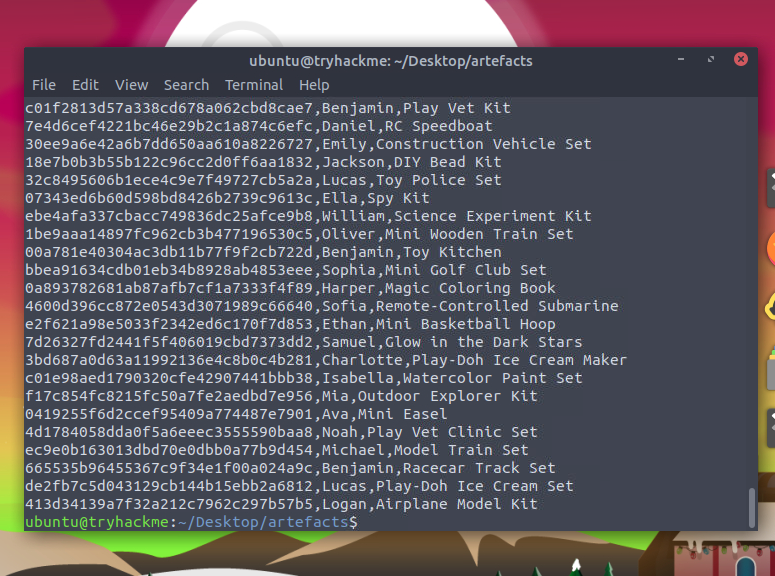 ubuntu@tryhackme: ~/Desktop/artefacts
File Edit View Search Terminal Help
c01f2813d57a338cd678a062cbd8cae7,Benjamin,Play Vet Kit
7e4d6cef4221bc46e29b2c1a874c6efc,Daniel,RC Speedboat
30ee9a6e42a6b7dd650aa610a8226727,Emily,Construction Vehicle Set
18e7b0b3b55b122c96cc2d0ff6aa1832,Jackson,DIY Bead Kit
32c8495606b1ece4c9e7f49727cb5a2a,Lucas,Toy Police Set
07343ed6b60d598bd8426b2739c9613c,Ella,Spy Kit
ebe4afa337cbacc749836dc25afce9b8,William,Science Experiment Kit
1be9aaa14897fc962cb3b477196530c5,Oliver,Mini Wooden Train Set
00a781e40304ac3db11b77f9f2cb722d,Benjamin,Toy Kitchen
bbea91634cdb01eb34b8928ab4853eee,Sophia,Mini Golf Club Set
0a893782681ab87afb7cf1a7333f4f89,Harper,Magic Coloring Book
4600d396cc872e0543d3071989c66640,Sofia,Remote-Controlled Submarine
e2f621a98e5033f2342ed6c170f7d853,Ethan,Mini Basketball Hoop
7d26327fd2441f5f406019cbd7373dd2,Samuel,Glow in the Dark Stars
3bd687a0d63a11992136e4c8b0c4b281,Charlotte,Play-Doh Ice Cream Maker
c01e98aed1790320cfe42907441bbb38,Isabella,Watercolor Paint Set
f17c854fc8215fc50a7fe2aedbd7e956,Mia,Outdoor Explorer Kit
0419255f6d2ccef95409a774487e7901,Ava,Mini Easel
4d1784058dda0f5a6eeec3555590baa8,Noah,Play Vet Clinic Set
ec9e0b163013dbd70e0dbb0a77b9d454,Michael,Model Train Set
665535b96455367c9f34e1f00a024a9c,Benjamin,Racecar Track Set
de2fb7c5d043129cb144b15ebb2a6812,Lucas,Play-Doh Ice Cream Set
413d34139a7f32a212c7962c297b57b5,Logan,Airplane Model Kit
ubuntu@tryhackme:~/Desktop/artefacts$